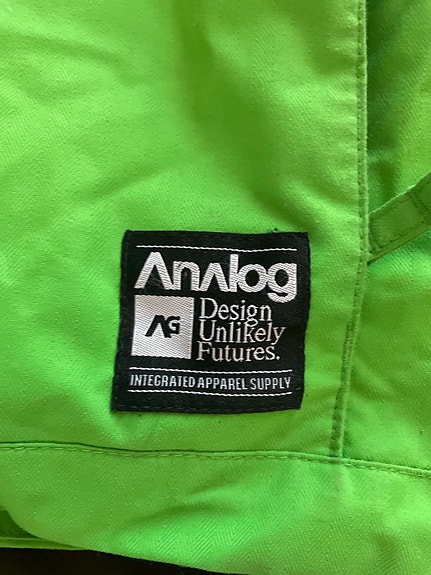 Analog
AG
Design
Unlikely
Futures.
INTEGRATED APPAREL SUPPLY